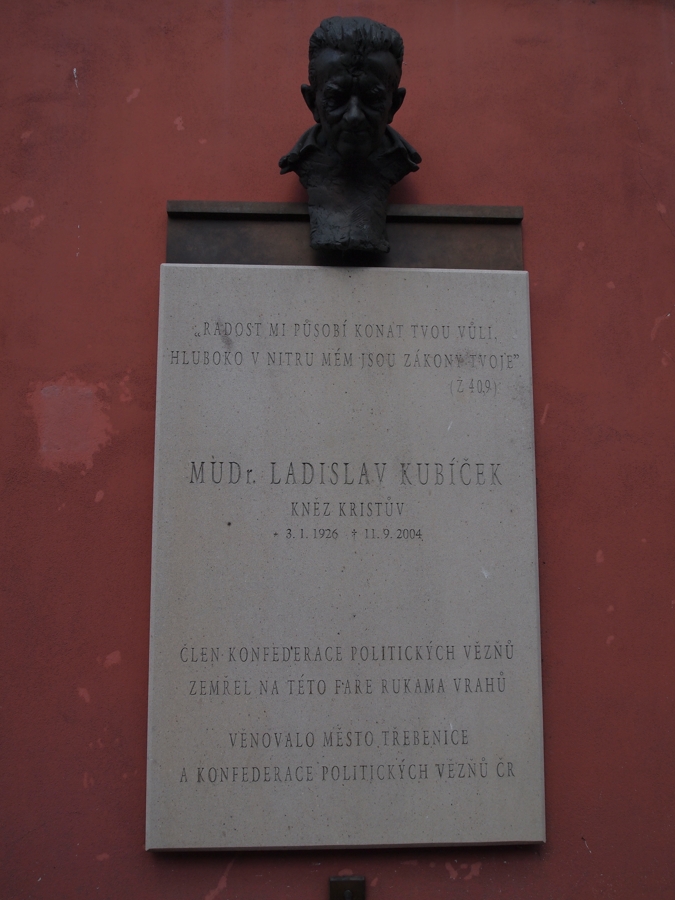 „RADOST MI PŮSOBÍ KONAT TVOU VŮLI,
HLUBOKO V NITRU MÉM JSOU ZÁKONY TVOJE”
(Ž 40,9)
MUDr. LADISLAV KUBÍČEK
KNĚZ KRISTŮV
* 3. 1. 1926 † 11. 9. 2004
ČLEN KONFEDERACE POLITICKÝCH VĚZŇŮ
ZEMŘEL NA TÉTO FAŘE RUKAMA VRAHŮ
VĚNOVALO MĚSTO TŘEBENICE
A KONFEDERACE POLITICKÝCH VĚZŇŮ ČR